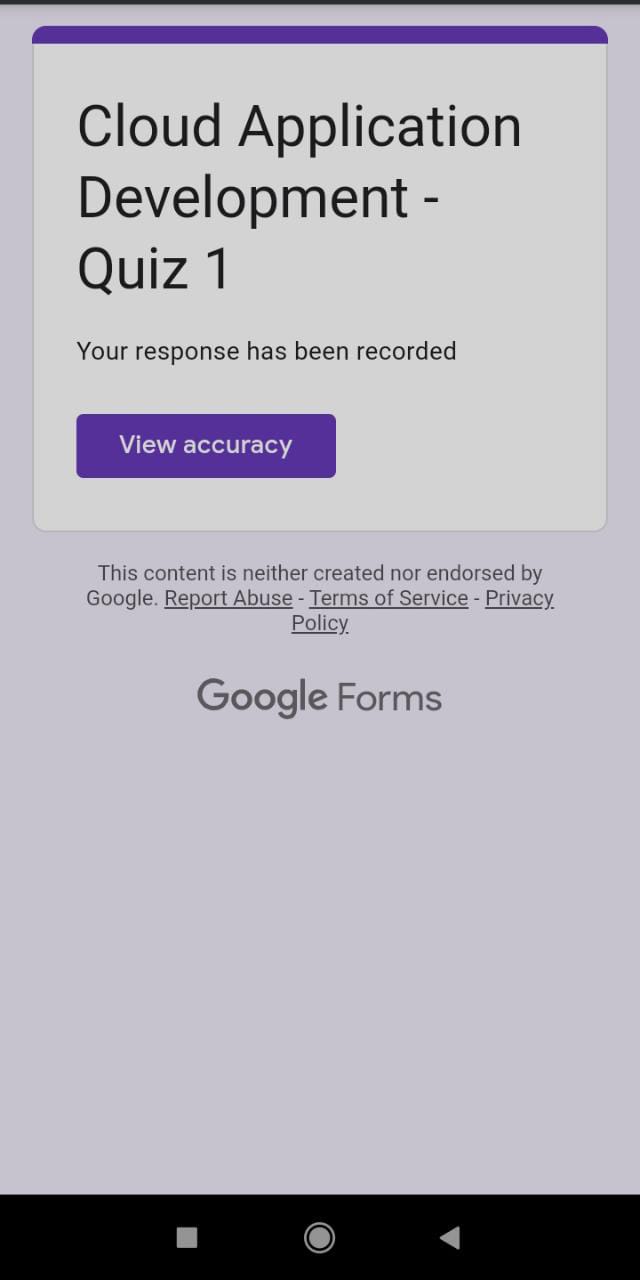 Cloud Application
Development -
Quiz 1
Your response has been recorded
View accuracy
This content is neither created nor endorsed by
Google. Report Abuse - Terms of Service - Privacy
Policy
Google Forms